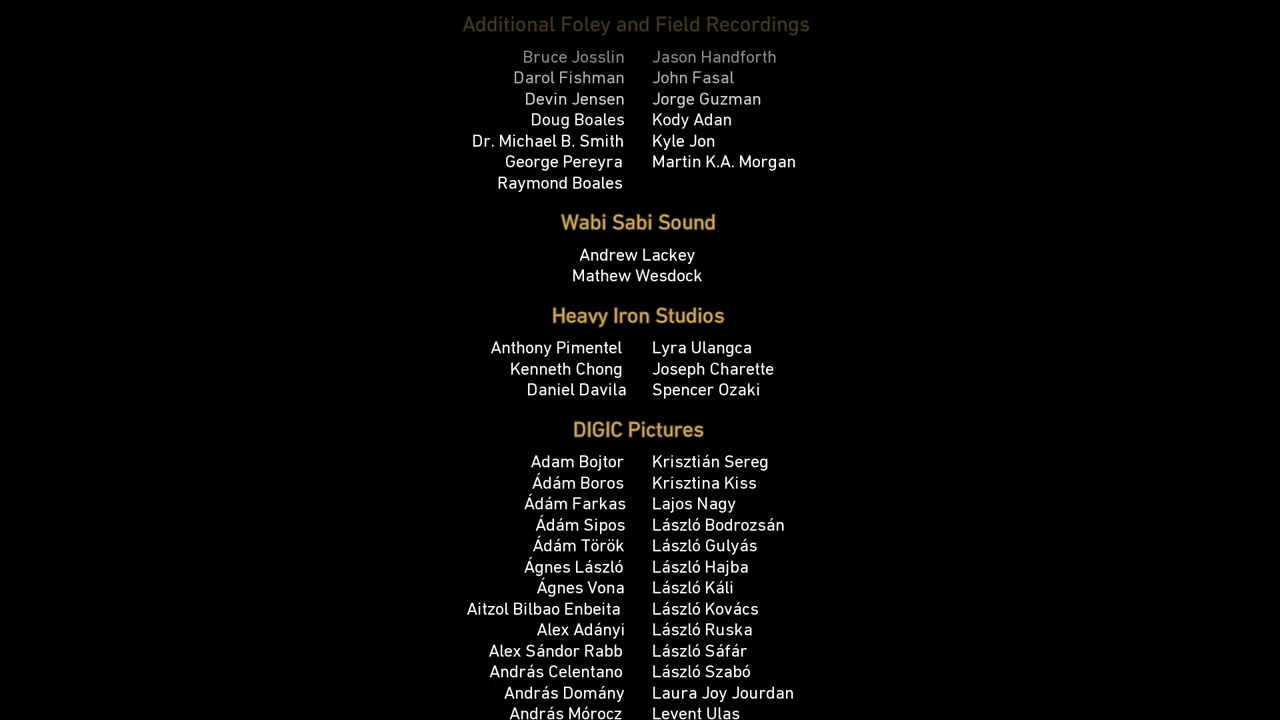 Additional Foley and Field Recordings
Bruce Josslin Jason Handforth
Darol Fishman John Fasal
Devin Jensen Jorge Guzman
Doug Boales Kody Adan
Dr. Michael B. Smith Kyle Jon
George Pereyra Martin K.A. Morgan
Raymond Boales
Wabi Sabi Sound
Andrew Lackey
Mathew Wesdock
Heavy Iron Studios
Anthony Pimentel Lyra Ulangca
Kenneth Chong Joseph Charette
Daniel Davila Spencer Ozaki
DIGIC Pictures
Adam Bojtor Krisztián Sereg
Ádám Boros Krisztina Kiss
Ádám Farkas Lajos Nagy
Ádám Sipos László Bodrozsán
Ádám Török László Gulyás
Ágnes László László Hajba
Ágnes Vona László Káli
Aitzol Bilbao Enbeita László Kovács
Alex Adányi László Ruska
Alex Sándor Rabb László Sáfár
András Celentano László Szabó
András Domány Laura Joy Jourdan
András Mórocz Levent Ulas